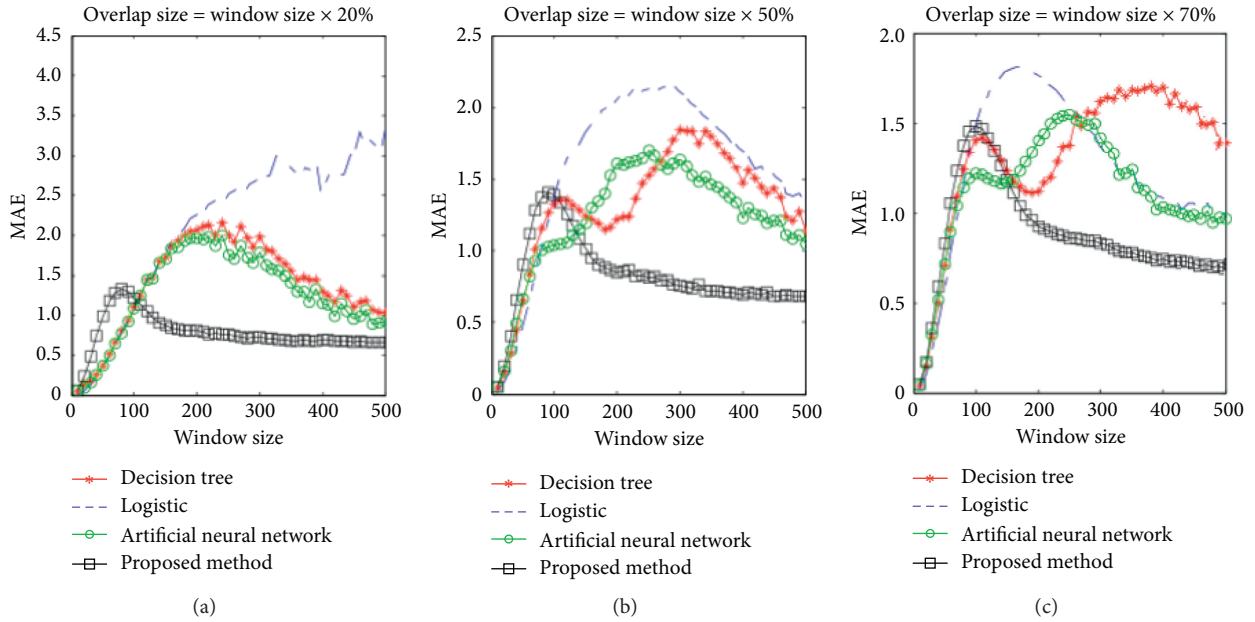 Overlap size = window size × 20%
4.5
4.0
3.5
3.0
2.5
2.0
1.5
1.0
0.5
0
MAE
0
100
200
300
400
500
Window size
Decision tree
Logistic
Artificial neural network
Proposed method
(a)
Overlap size = window size × 50%
2.5
2.0
1.5
1.0
0.5
0
MAE
0
100
200
300
400
500
Window size
Decision tree
Logistic
Artificial neural network
Proposed method
(b)
Overlap size = window size × 70%
2.0
1.5
1.0
0.5
0
MAE
0
100
200
300
400
500
Window size
Decision tree
Logistic
Artificial neural network
Proposed method
(c)